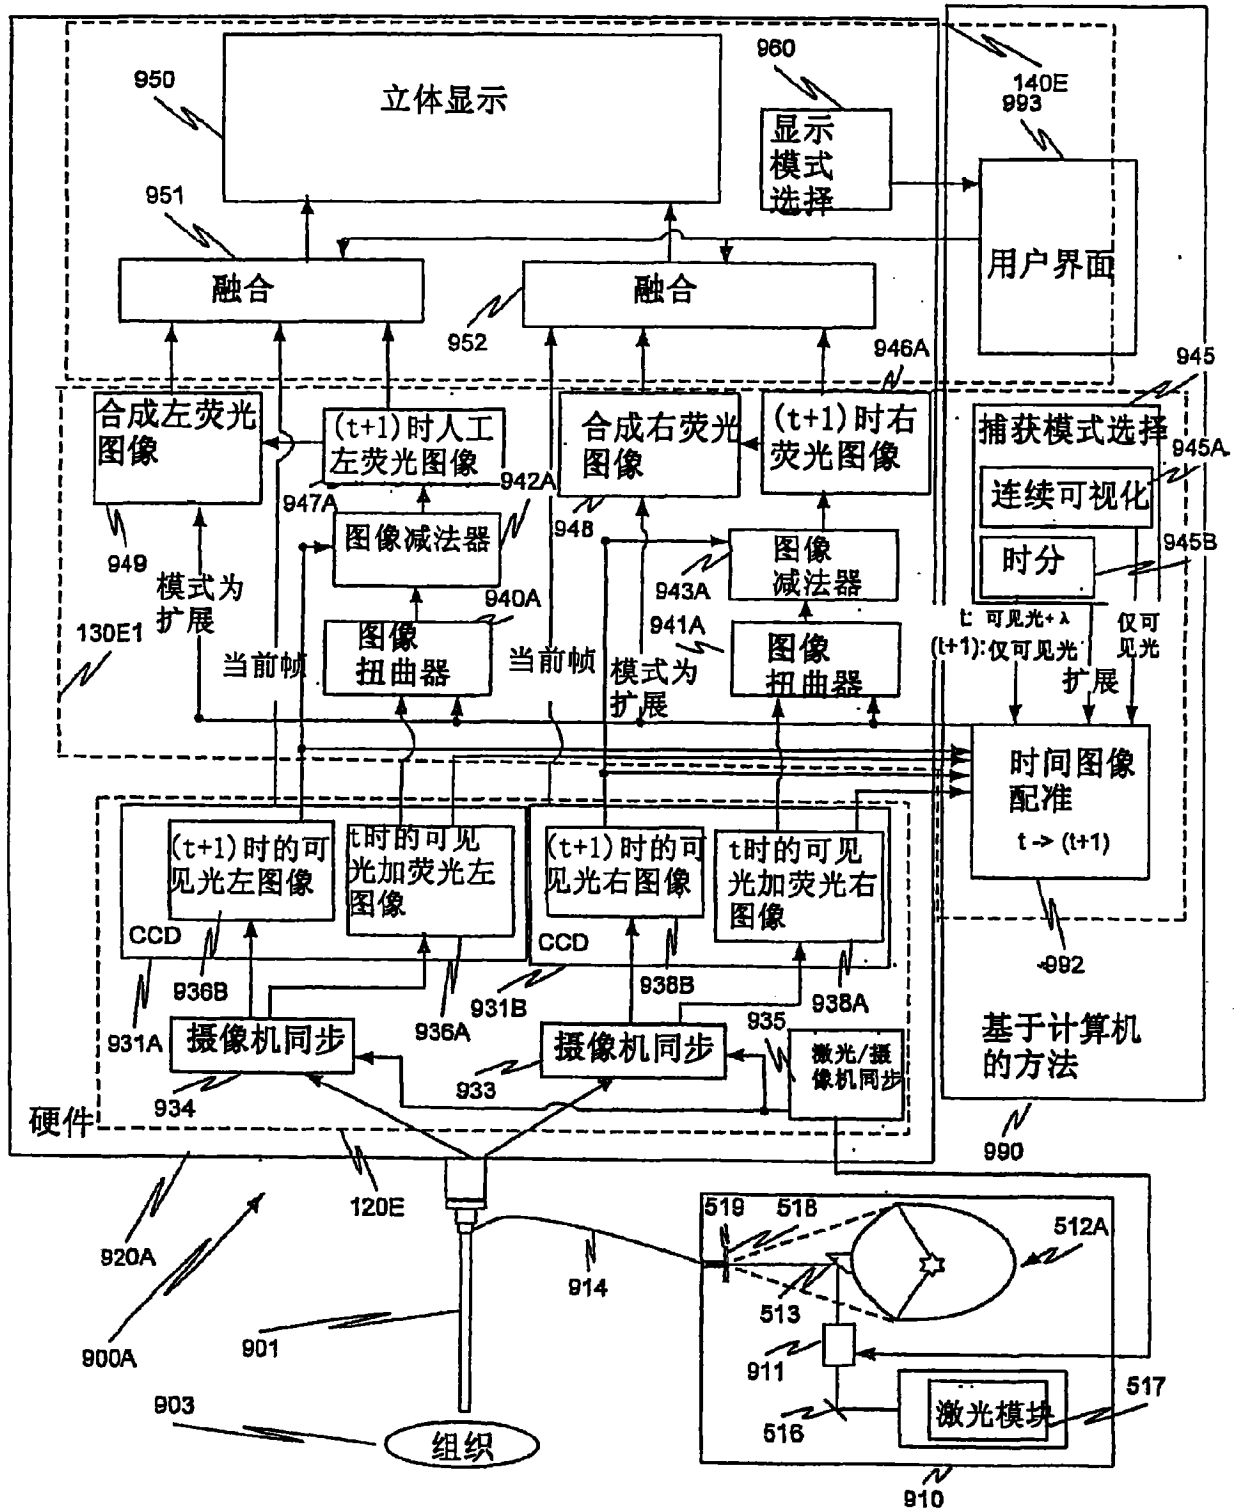 960
950
立体显示
140E
993
显示
模式
选择
951
用户界面
融合
融合
952
946A
945
合成左荧光
图像
(t+1)时人工
左荧光图像
合成右荧光
图像
(t+1)时右
荧光图像
捕获模式选择
945A
连续可视化
947A
942A
948
949
图像减法器
图像
减法器
943A
时分
945B
模式为
扩展
940A
941A
t: 可见光+λ
(t+1):仅可见光
仅可
见光
扩展
130E1
当前帧
图像
扭曲器
当前帧
模式为
扩展
图像
扭曲器
时间图像
配准
t -> (t+1)
(t+1)时的可
见光左图像
t时的可见
光加荧光左
图像
(t+1)时的可
见光右图像
t时的可见
光加荧光右
图像
CCD
CCD
992
936B
938B
931A
936A
931B
935
938A
基于计算机
的方法
摄像机同步
摄像机同步
激光/摄
像机同步
934
933
硬件
990
120E
920A
519
518
512A
914
513
901
900A
911
517
903
516
激光模块
组织
910